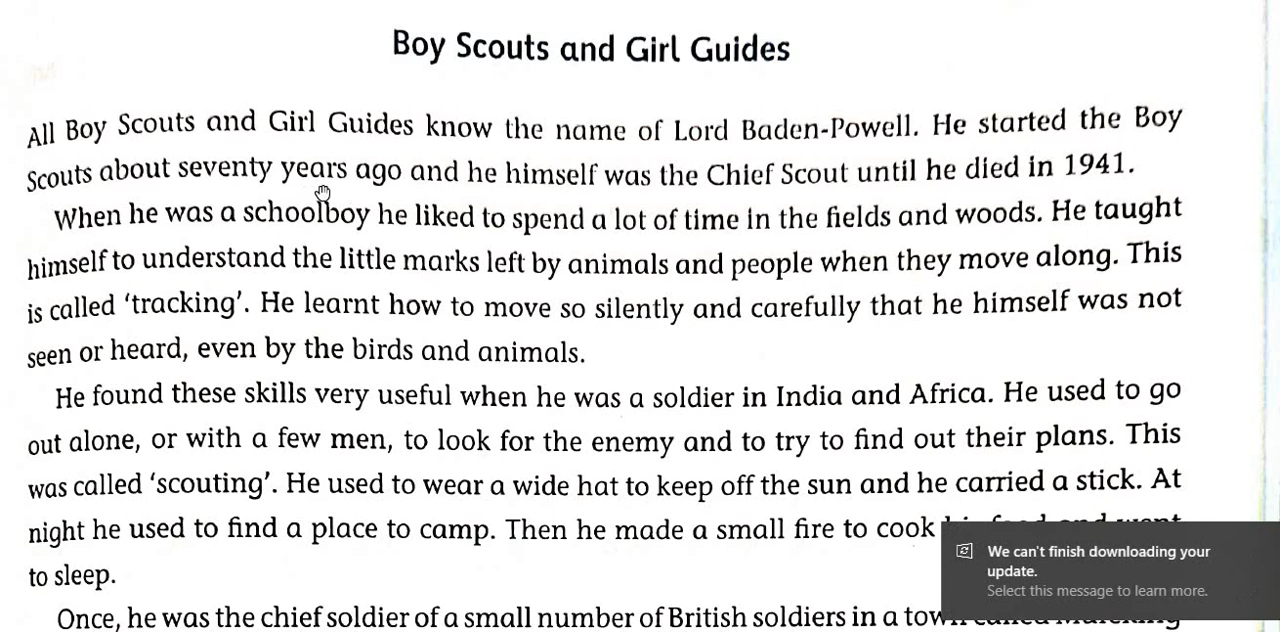 Boy Scouts and Girl Guides
All Boy Scouts and Girl Guides know the name of Lord Baden-Powell. He started the Boy
Scouts about seventy years ago and he himself was the Chief Scout until he died in 1941.
When he was a schoolboy he liked to spend a lot of time in the fields and woods. He taught
himself to understand the little marks left by animals and people when they move along. This
is called ‘tracking’. He learnt how to move so silently and carefully that he himself was not
seen or heard, even by the birds and animals.
He found these skills very useful when he was a soldier in India and Africa. He used to go
out alone, or with a few men, to look for the enemy and to try to find out their plans. This
was called ‘scouting’. He used to wear a wide hat to keep off the sun and he carried a stick. At
night he used to find a place to camp. Then he made a small fire to cook
to sleep.
Once, he was the chief soldier of a small number of British soldiers in a town
We can't finish downloading your
update.
Select this message to learn more.